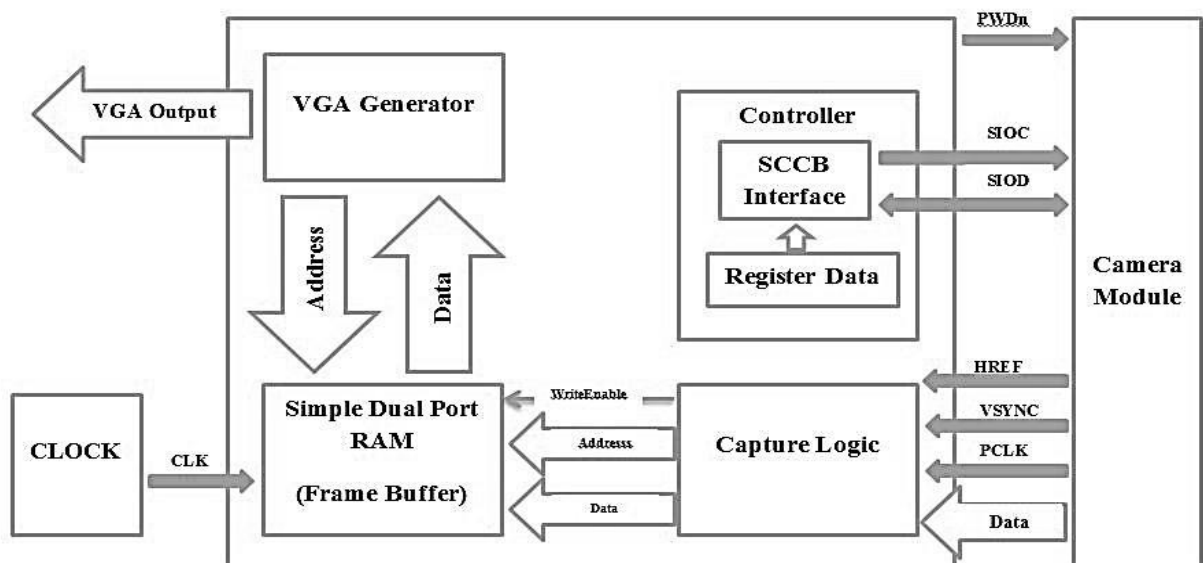 PWDn
VGA Output
VGA Generator
Controller
SIOC
SCCB
Interface
SIOD
Register Data
Address
Data
Camera
Module
HREF
VSYNC
PCLK
Data
CLOCK
CLK
Simple Dual Port
RAM
(Frame Buffer)
WriteEnable
Addresss
Data
Capture Logic